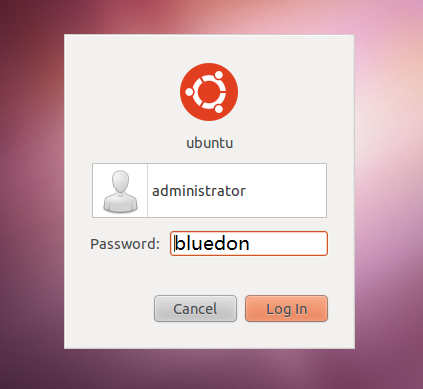 ubuntu
administrator
Password: bluedon
Cancel Log In